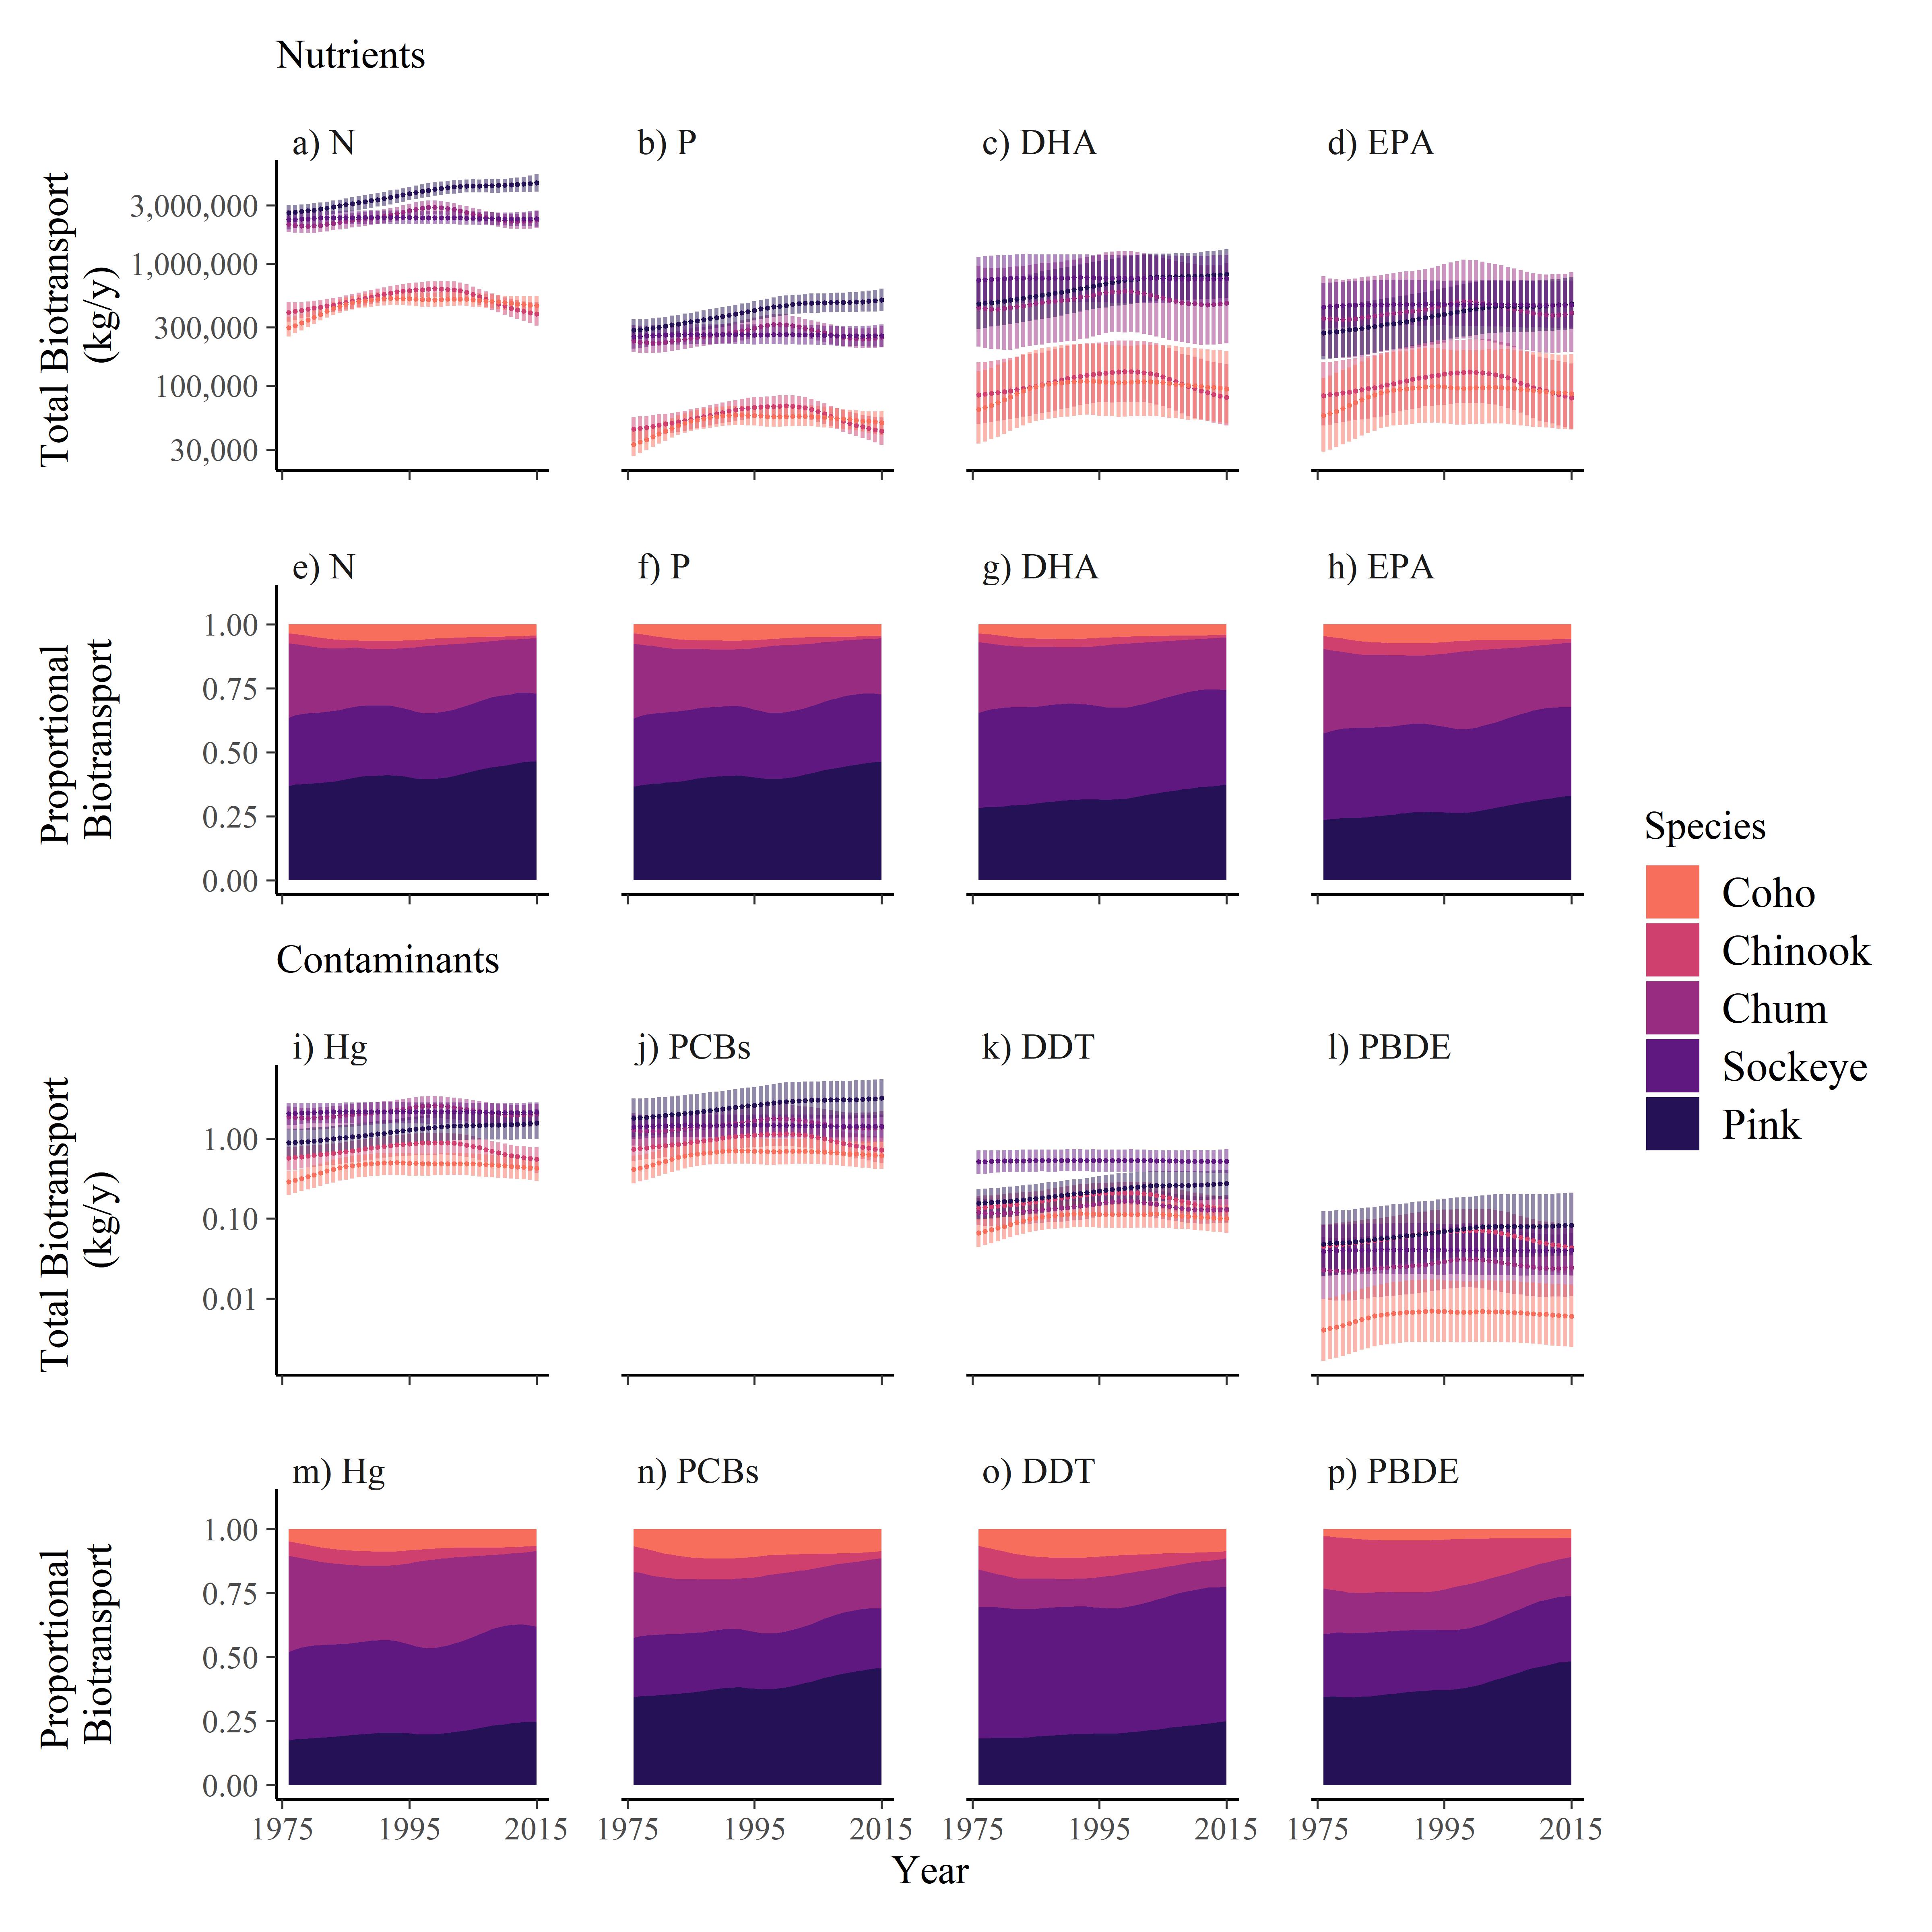 Nutrients
a) N
b) P
c) DHA
d) EPA
Total Biotransport
(kg/y)
3,000,000
1,000,000
300,000
100,000
30,000
e) N
f) P
g) DHA
h) EPA
Proportional
Biotransport
1.00
0.75
0.50
0.25
0.00
Species
Coho
Chinook
Chum
Sockeye
Pink
Contaminants
i) Hg
j) PCBs
k) DDT
l) PBDE
Total Biotransport
(kg/y)
1.00
0.10
0.01
m) Hg
n) PCBs
o) DDT
p) PBDE
Proportional
Biotransport
1.00
0.75
0.50
0.25
0.00
1975 1995 2015 1975 1995 2015 1975 1995 2015 1975 1995 2015
Year